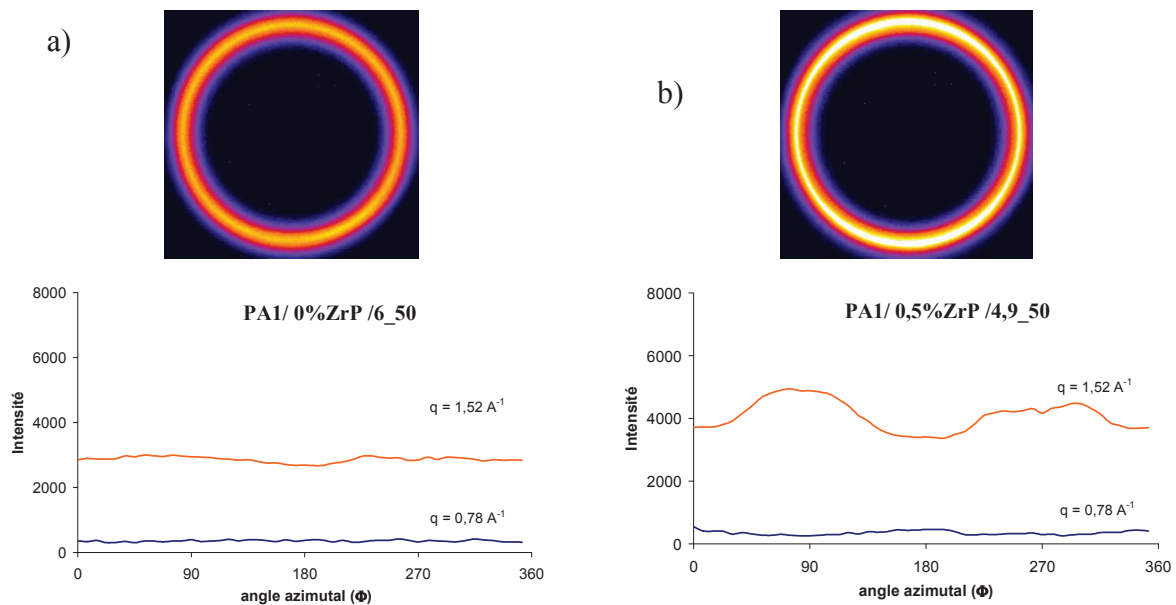 a)
b)
PA1/ 0%ZrP /6_50
8000
6000
4000
2000
0
Intensité
q = 1,52 A⁻¹
q = 0,78 A⁻¹
0 90 180 270 360
angle azimutal (Φ)
PA1/ 0,5%ZrP /4,9_50
8000
6000
4000
2000
0
Intensité
q = 1,52 A⁻¹
q = 0,78 A⁻¹
0 90 180 270 360
angle azimutal (Φ)